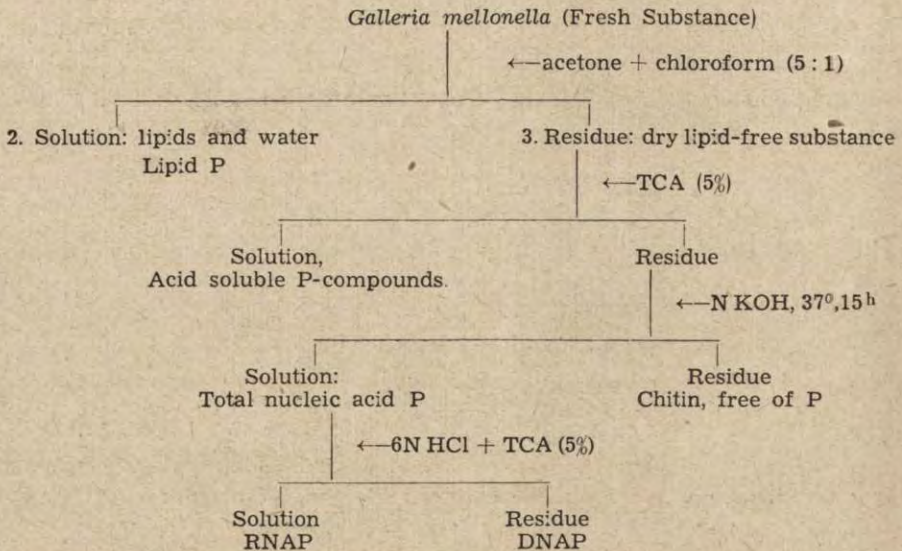 Galleria mellonella (Fresh Substance)
←—acetone + chloroform (5 : 1)
2. Solution: lipids and water
Lipid P
3. Residue: dry lipid-free substance
←—TCA (5%)
Solution,
Acid soluble P-compounds.
Residue
←—N KOH, 37⁰,15ʰ
Solution:
Total nucleic acid P
Residue
Chitin, free of P
←—6N HCl + TCA (5%)
Solution
RNAP
Residue
DNAP